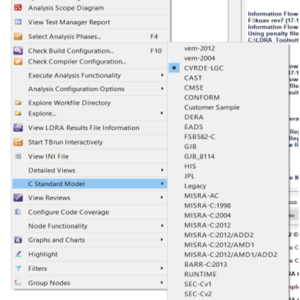 Analysis Scope Diagram
View Test Manager Report
Select Analysis Phases... F4
Check Build Configuration... F10
Check Compiler Configuration...
Execute Analysis Functionality
Analysis Configuration Options
Explore Workfile Directory
Explore...
View LDRA Results File Information
Start TBrun Interactively
View INI File
Detailed Views
C Standard Model
View Reviews
Configure Code Coverage
Node Functionality
Graphs and Charts
Highlight
Filters
Group Nodes
vem-2012
vem-2004
CVRDE-LGC
CAST
CMSE
CONFORM
Customer Sample
DERA
EADS
FSB582-C
GJB
GJB_8114
HIS
JPL
Legacy
MISRA-AC
MISRA-C:1998
MISRA-C:2004
MISRA-C:2012
MISRA-C:2012/ADD2
MISRA-C:2012/AMD1
MISRA-C:2012/AMD1/ADD2
BARR-C:2013
RUNTIME
SEC-Cv1
SEC-Cv2
Information Flow
Information Flow
Using penalty file